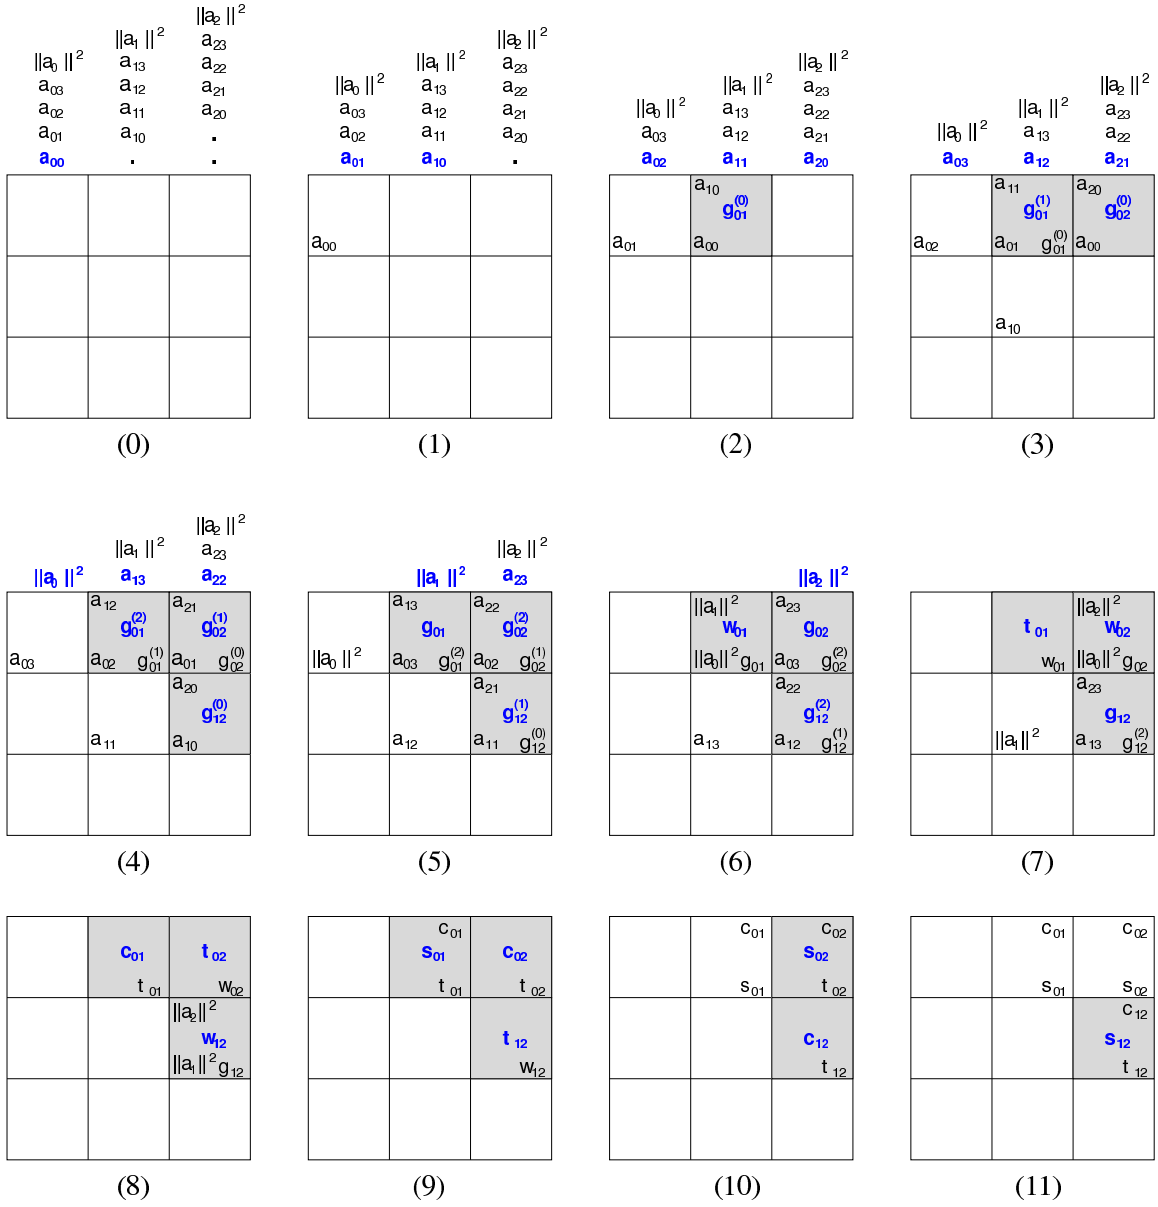 ||a₂||²
||a₁||² a₂₃
||a₀||² a₁₃ a₂₂
a₀₃ a₁₂ a₂₁
a₀₂ a₁₁ a₂₀
a₀₁ a₁₀ .
a₀₀ . .
(0)
||a₂||²
||a₀||² ||a₁||² a₂₃
a₀₃ a₁₃ a₂₂
a₀₂ a₁₂ a₂₁
a₁₁ a₂₀
a₀₁ a₁₀ .
a₀₀
(1)
||a₂||²
||a₁||² a₂₃
||a₀||² a₁₃ a₂₂
a₀₃ a₁₂ a₂₁
a₀₂ a₁₁ a₂₀
a₁₀
g₀₁⁽⁰⁾
a₀₁ a₀₀
(2)
||a₂||²
||a₁||² a₂₃
||a₀||² a₁₃ a₂₂
a₀₃ a₁₂ a₂₁
a₁₁ a₂₀
g₀₁⁽¹⁾ g₀₂⁽⁰⁾
a₀₂ a₀₁ g₀₁⁽⁰⁾ a₀₀
a₁₀
(3)
||a₂||²
||a₁||² a₂₃
||a₀||² a₁₃ a₂₂
a₁₂ a₂₁
g₀₁⁽²⁾ g₀₂⁽¹⁾
a₀₃ a₀₂ g₀₁⁽¹⁾ a₀₁ g₀₂⁽⁰⁾
a₂₀
g₁₂⁽⁰⁾
a₁₁ a₁₀
(4)
||a₂||²
||a₁||² a₂₃
a₁₃ a₂₂
g₀₁ g₀₂⁽²⁾
||a₀||² a₀₃ g₀₁⁽²⁾ a₀₂ g₀₂⁽¹⁾
a₂₁
g₁₂⁽¹⁾
a₁₂ a₁₁ g₁₂⁽⁰⁾
(5)
||a₂||²
||a₁||² a₂₃
w₀₁ g₀₂
||a₀||² g₀₁ a₀₃ g₀₂⁽²⁾
a₂₂
g₁₂⁽²⁾
a₁₃ a₁₂ g₁₂⁽¹⁾
(6)
||a₂||²
t₀₁ w₀₂
w₀₁ ||a₀||² g₀₂
a₂₃
g₁₂
||a₁||² a₁₃ g₁₂⁽²⁾
(7)
c₀₁ t₀₂
t₀₁ w₀₂
||a₂||²
w₁₂
||a₁||² g₁₂
(8)
c₀₁
s₀₁ c₀₂
t₀₁ t₀₂
t₁₂
w₁₂
(9)
c₀₁ c₀₂
s₀₂
s₀₁ t₀₂
c₁₂
t₁₂
(10)
c₀₁ c₀₂
s₀₁ s₀₂
c₁₂
s₁₂
t₁₂
(11)